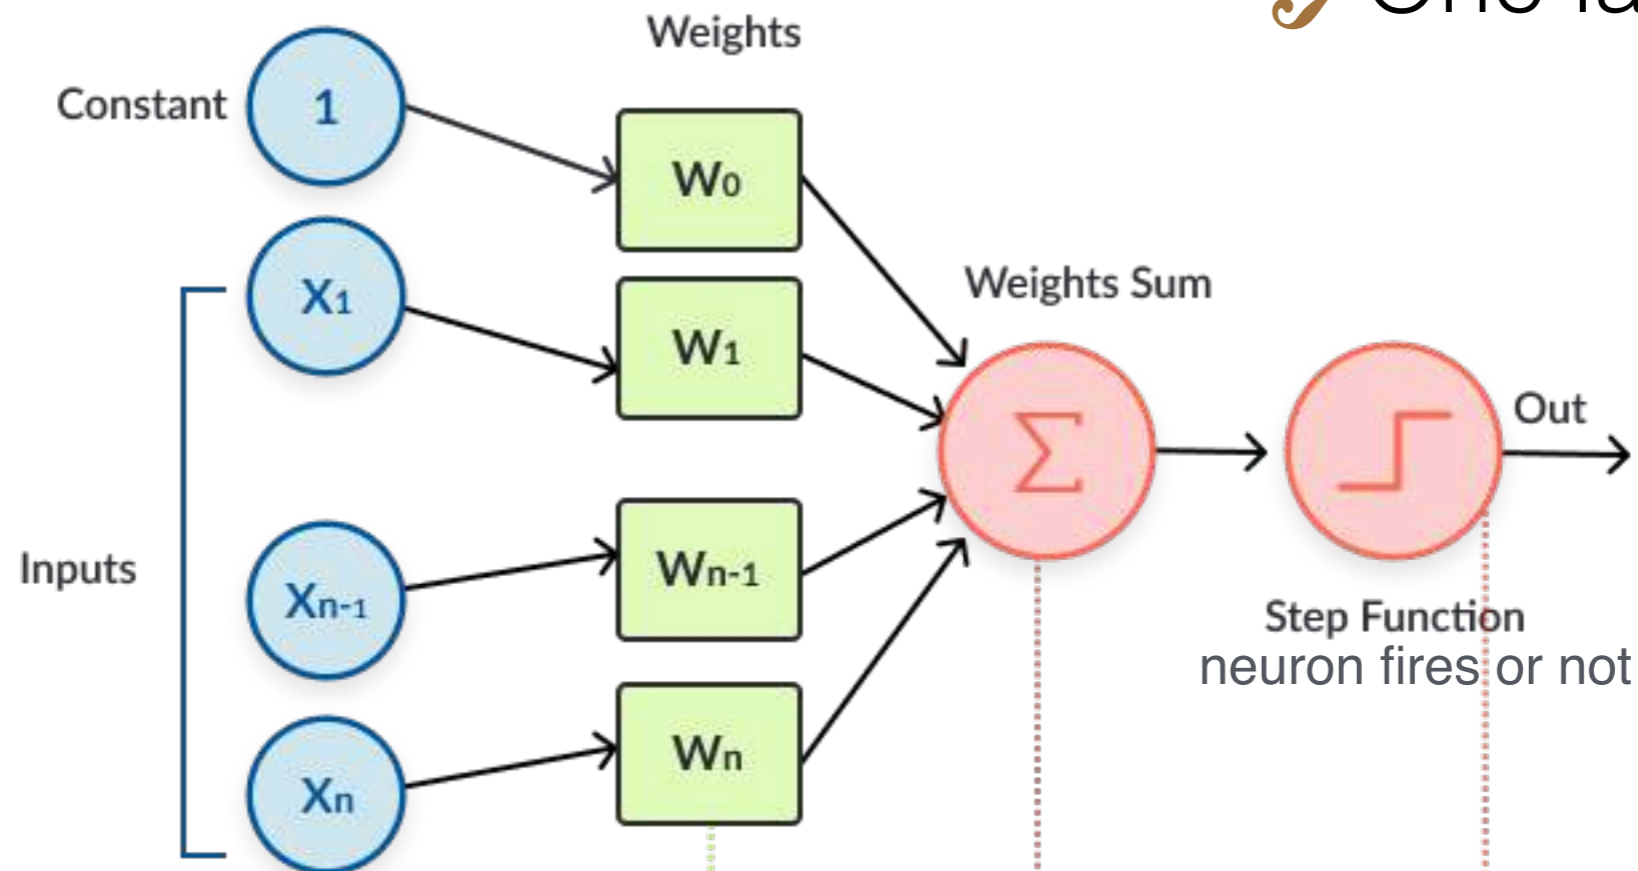 One
Weights
Constant
1
W0
X1
Weights Sum
W1
Σ
Out
Inputs
Xn-1
Wn-1
Step Function
neuron fires or not
Xn
Wn